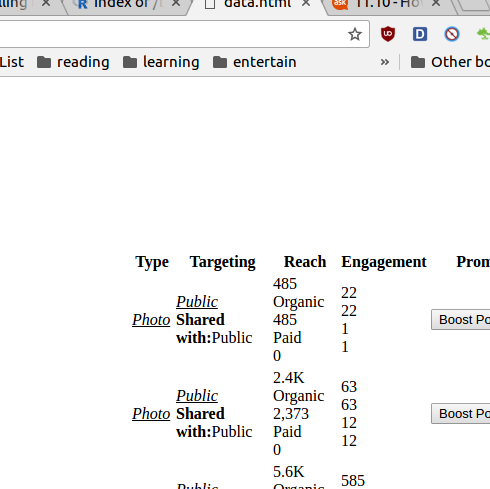 lling
Index of /
data.html
ask
11.10 - Ho
UD
D
List reading learning entertain » Other bo
Type Targeting Reach Engagement Prom
Photo
Public
Shared
with:Public
485
Organic
485
Paid
0
22
22
1
1
Boost Po
Photo
Public
Shared
with:Public
2.4K
Organic
2,373
Paid
0
63
63
12
12
Boost Po
Public
5.6K
Organic
585